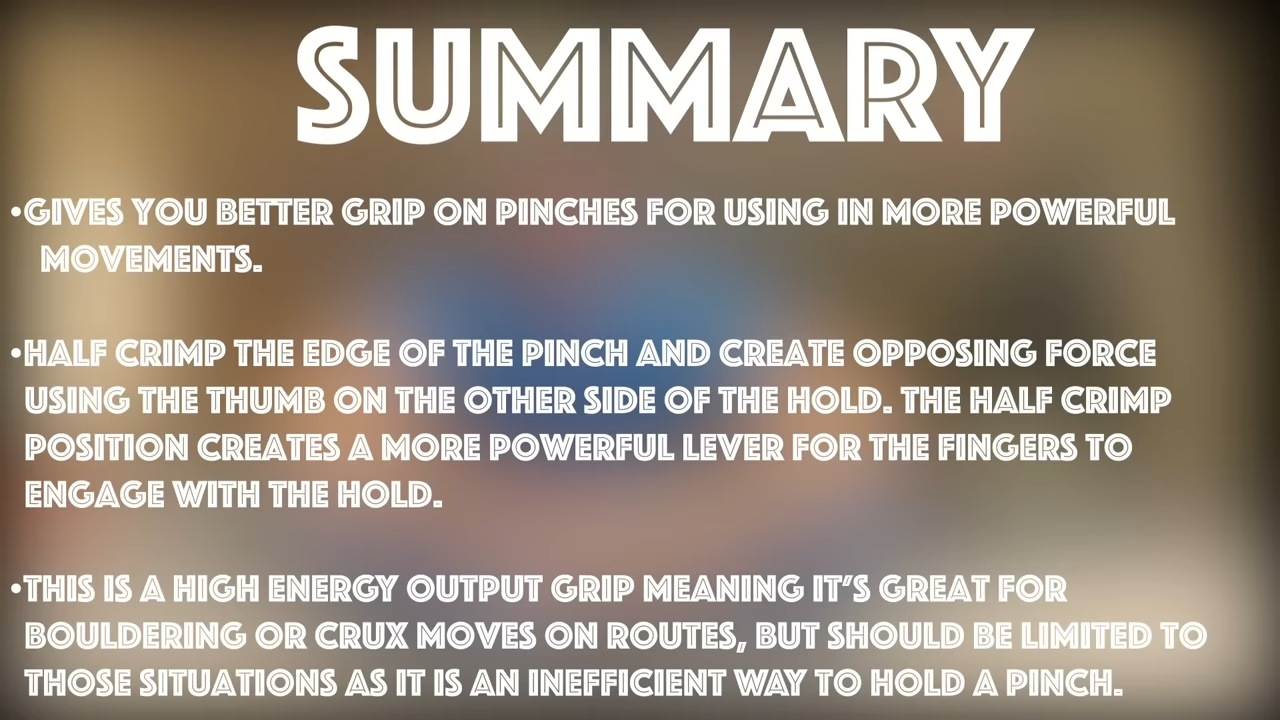 SUMMARY
•GIVES YOU BETTER GRIP ON PINCHES FOR USING IN MORE POWERFUL
MOVEMENTS.
•HALF CRIMP THE EDGE OF THE PINCH AND CREATE OPPOSING FORCE
USING THE THUMB ON THE OTHER SIDE OF THE HOLD. THE HALF CRIMP
POSITION CREATES A MORE POWERFUL LEVER FOR THE FINGERS TO
ENGAGE WITH THE HOLD.
•THIS IS A HIGH ENERGY OUTPUT GRIP MEANING IT’S GREAT FOR
BOULDERING OR CRUX MOVES ON ROUTES, BUT SHOULD BE LIMITED TO
THOSE SITUATIONS AS IT IS AN INEFFICIENT WAY TO HOLD A PINCH.